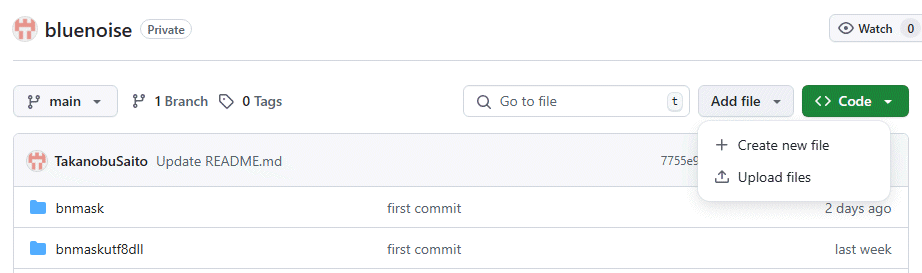 bluenoise Private Watch 0
main 1 Branch 0 Tags Go to file t Add file Code
TakanobuSaito Update README.md 7755e9
Create new file
Upload files
bnmask first commit 2 days ago
bnmaskutf8dll first commit last week